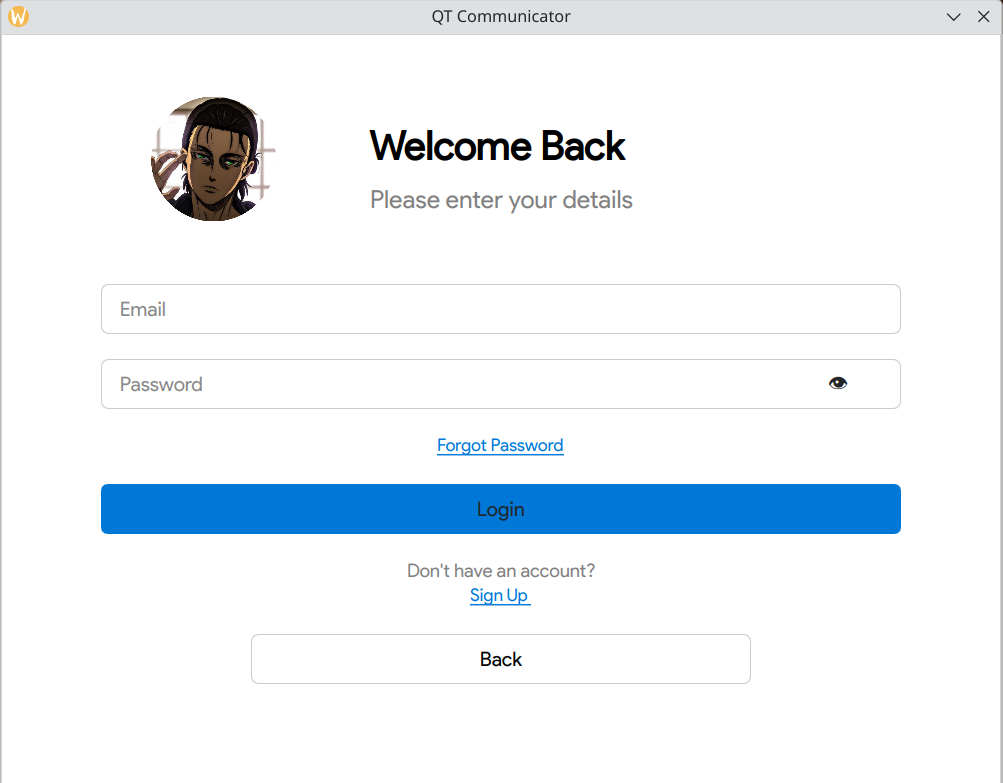 W
QT Communicator
Welcome Back
Please enter your details
Email
Password
Forgot Password
Login
Don't have an account?
Sign Up
Back